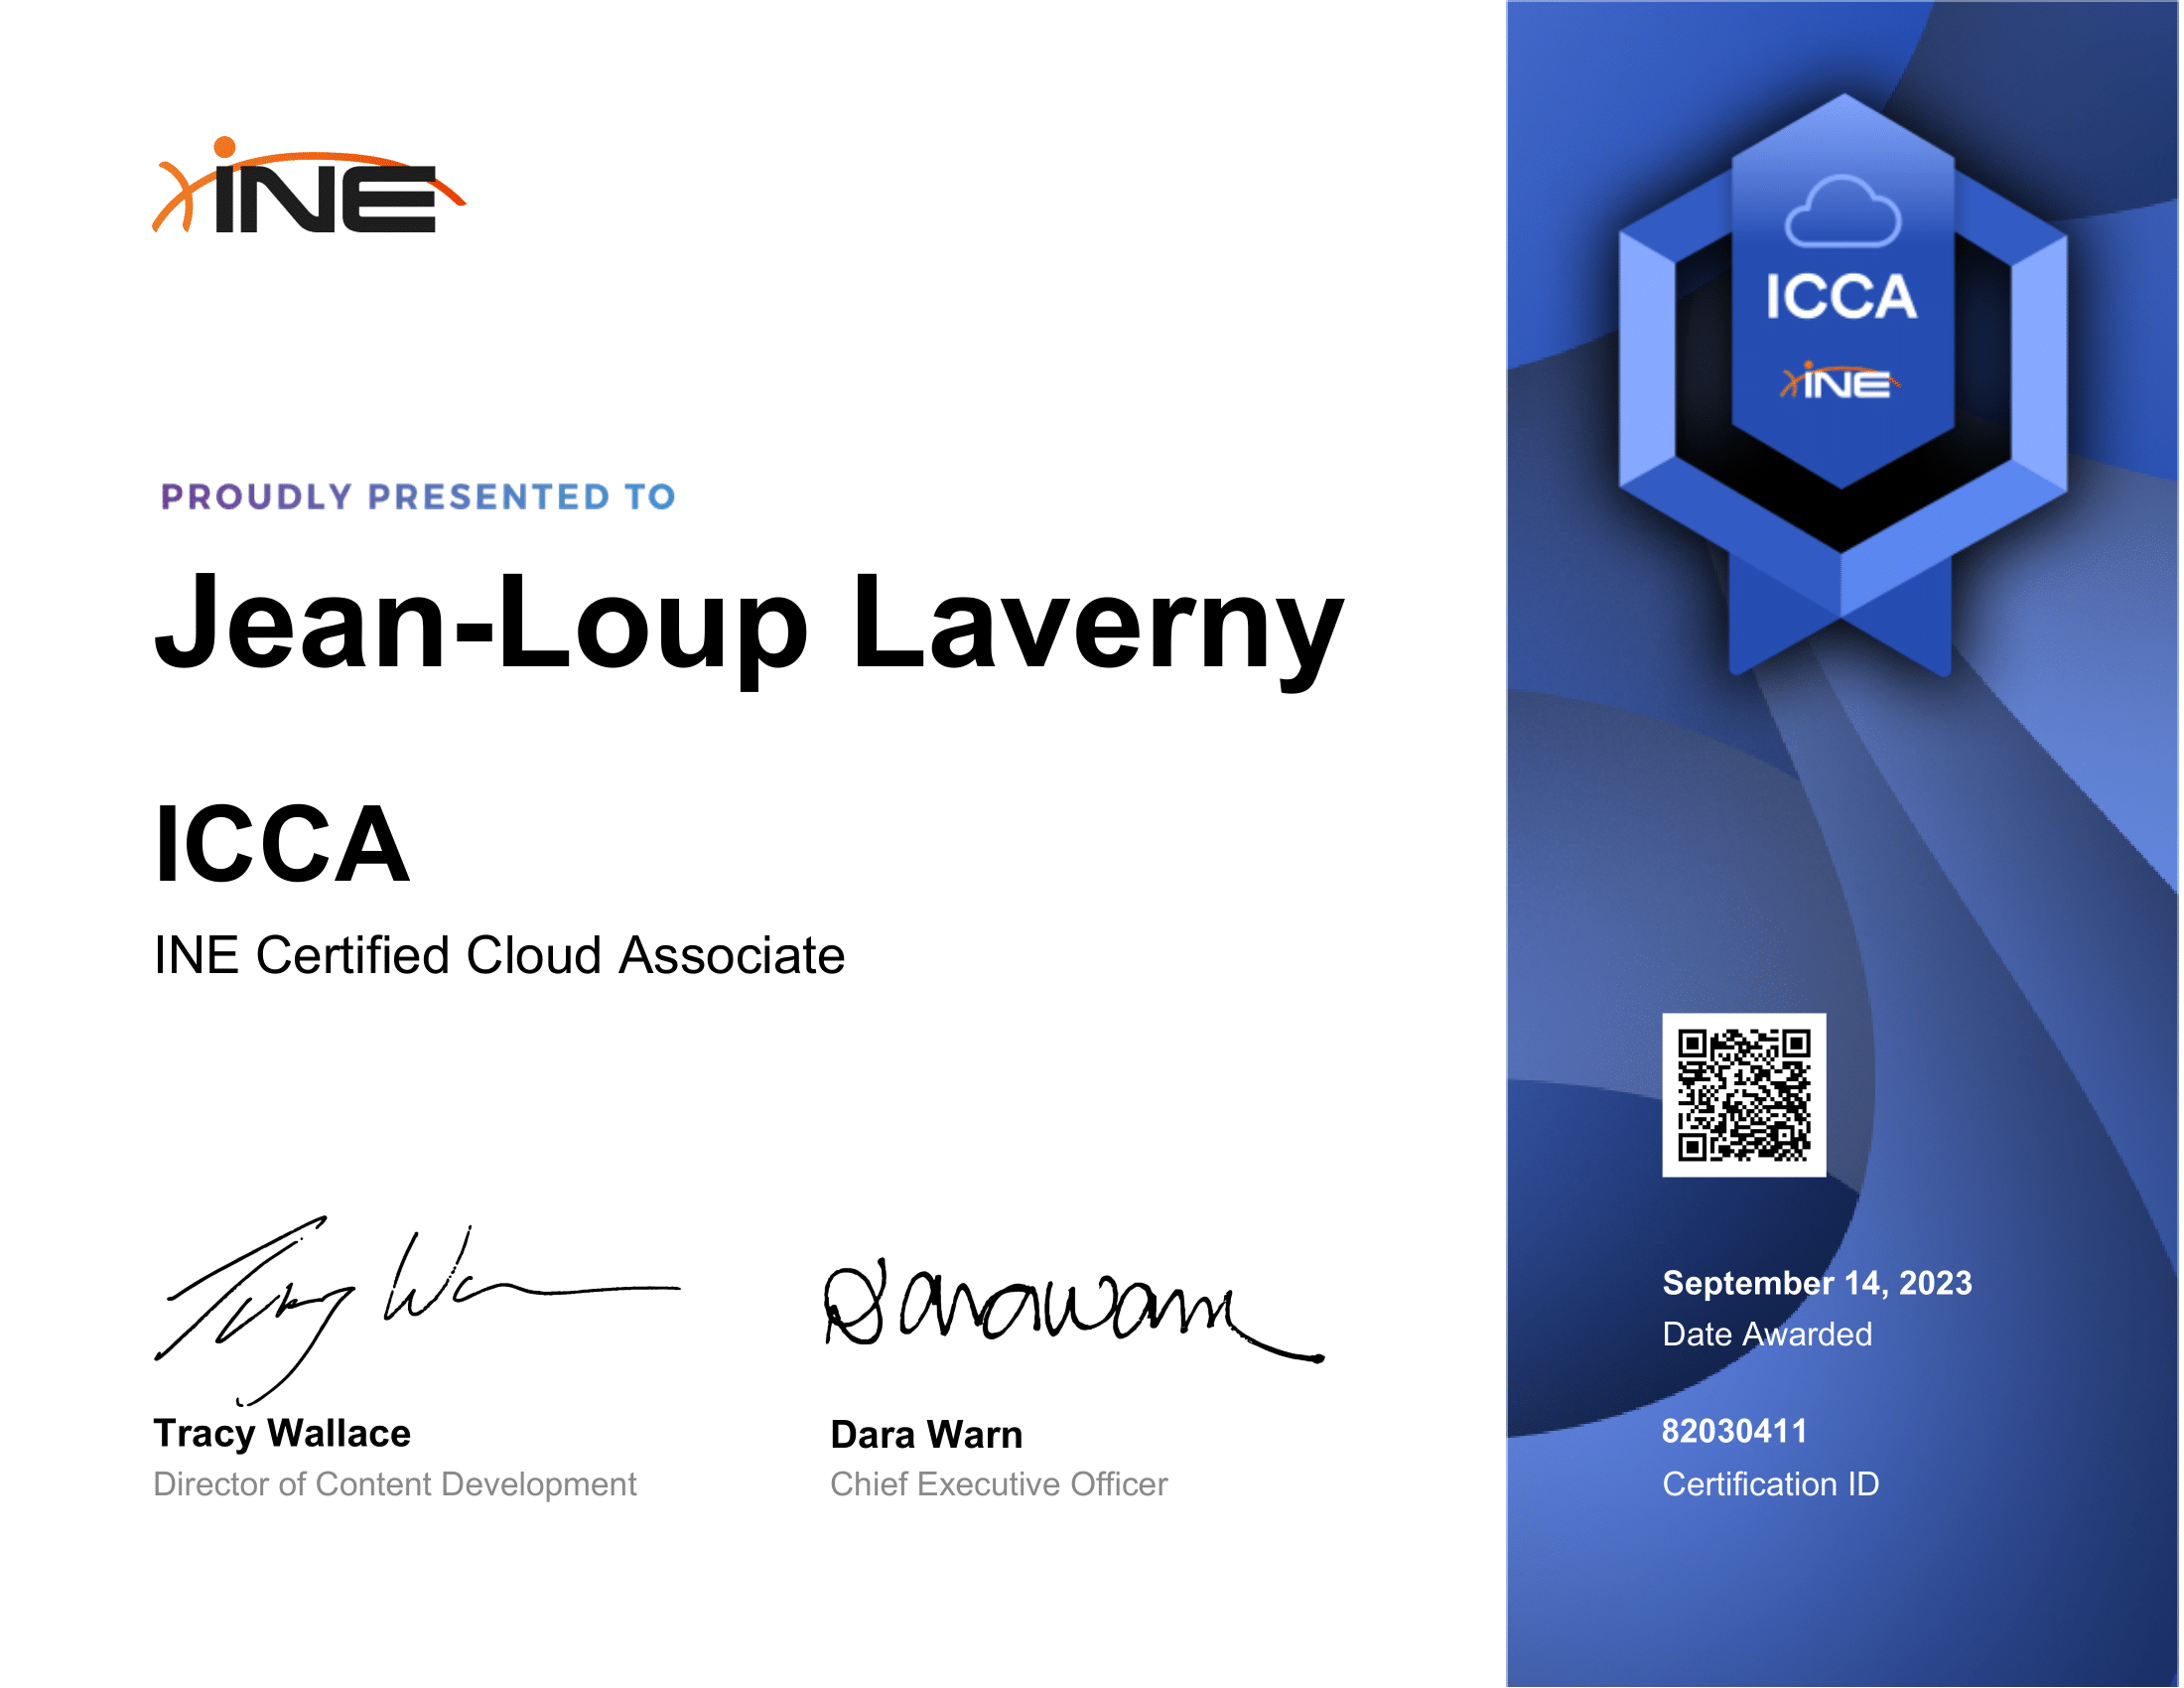 INE
PROUDLY PRESENTED TO
Jean-Loup Laverny
ICCA
INE Certified Cloud Associate
Tracy Wallace
Director of Content Development
Dara Warn
Chief Executive Officer
ICCA
INE
September 14, 2023
Date Awarded
82030411
Certification ID